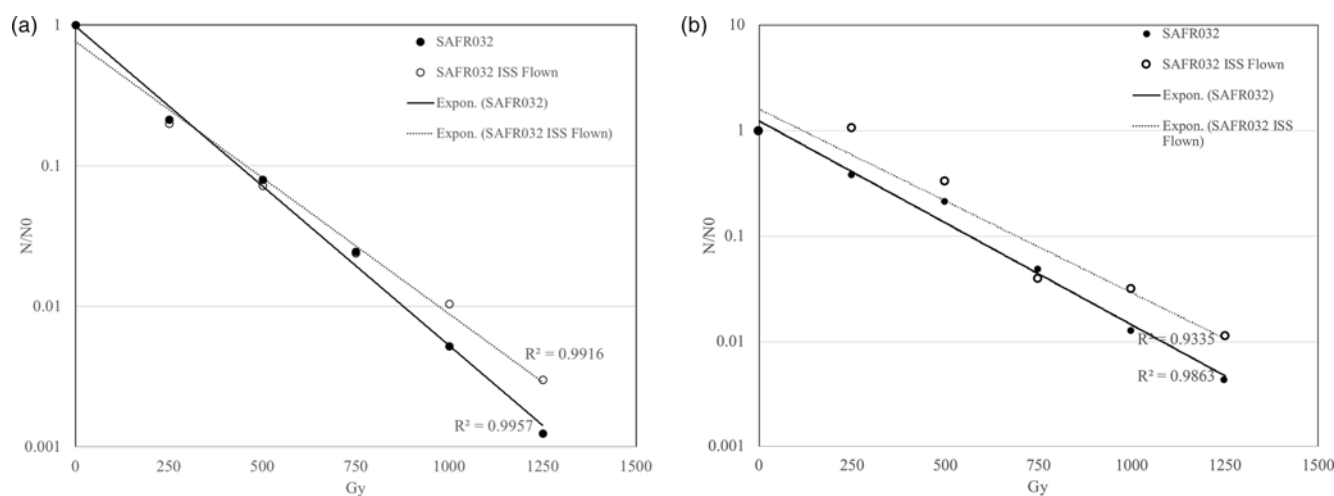 (a)
1
0.1
0.01
0.001
N/N0
SAFR032
SAFR032 ISS Flown
Expon. (SAFR032)
Expon. (SAFR032 ISS Flown)
R² = 0.9916
R² = 0.9957
0 250 500 750 1000 1250 1500
Gy
(b)
10
1
0.1
0.01
0.001
N/N0
SAFR032
SAFR032 ISS Flown
Expon. (SAFR032)
Expon. (SAFR032 ISS
Flown)
R² = 0.9335
R² = 0.9863
0 250 500 750 1000 1250 1500
Gy